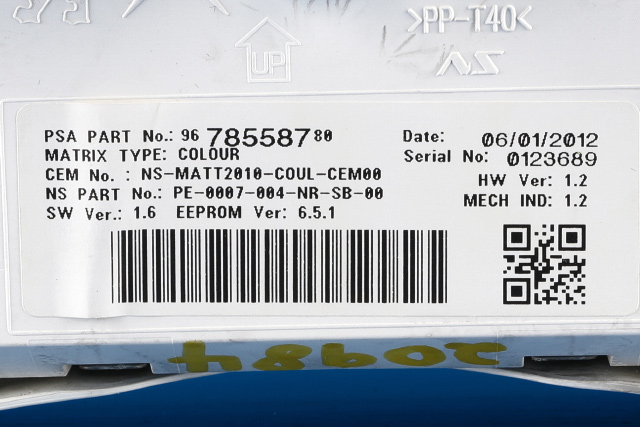 >PP-T40<
UP
PSA PART No.: 96 785587 80
MATRIX TYPE: COLOUR
CEM No. : NS-MATT2010-COUL-CEM00
NS PART No.: PE-0007-004-NR-SB-00
SW Ver.: 1.6 EEPROM Ver: 6.5.1
Date: 06/01/2012
Serial No: 0123689
HW Ver: 1.2
MECH IND: 1.2
20984